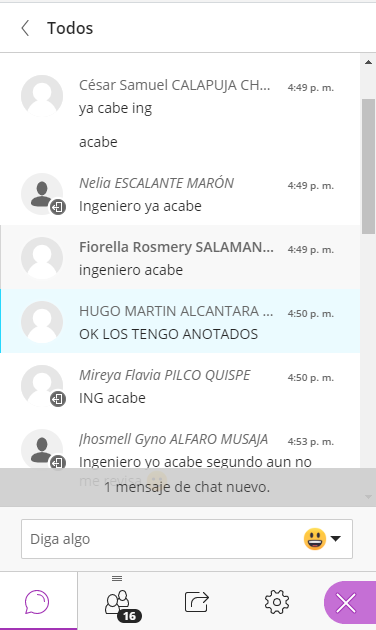 Todos
César Samuel CALAPUJA CH...
4:49 p. m.
ya cabe ing
acabe
Nelia ESCALANTE MARÓN
4:49 p. m.
Ingeniero ya acabe
Fiorella Rosmery SALAMAN...
4:49 p. m.
ingeniero acabe
HUGO MARTIN ALCANTARA ...
4:50 p. m.
OK LOS TENGO ANOTADOS
Mireya Flavia PILCO QUISPE
4:50 p. m.
ING acabe
Jhosmell Gyno ALFARO MUSAJA
4:53 p. m.
Ingeniero yo acabe segundo aun no
me revisa
1 mensaje de chat nuevo.
Diga algo
16